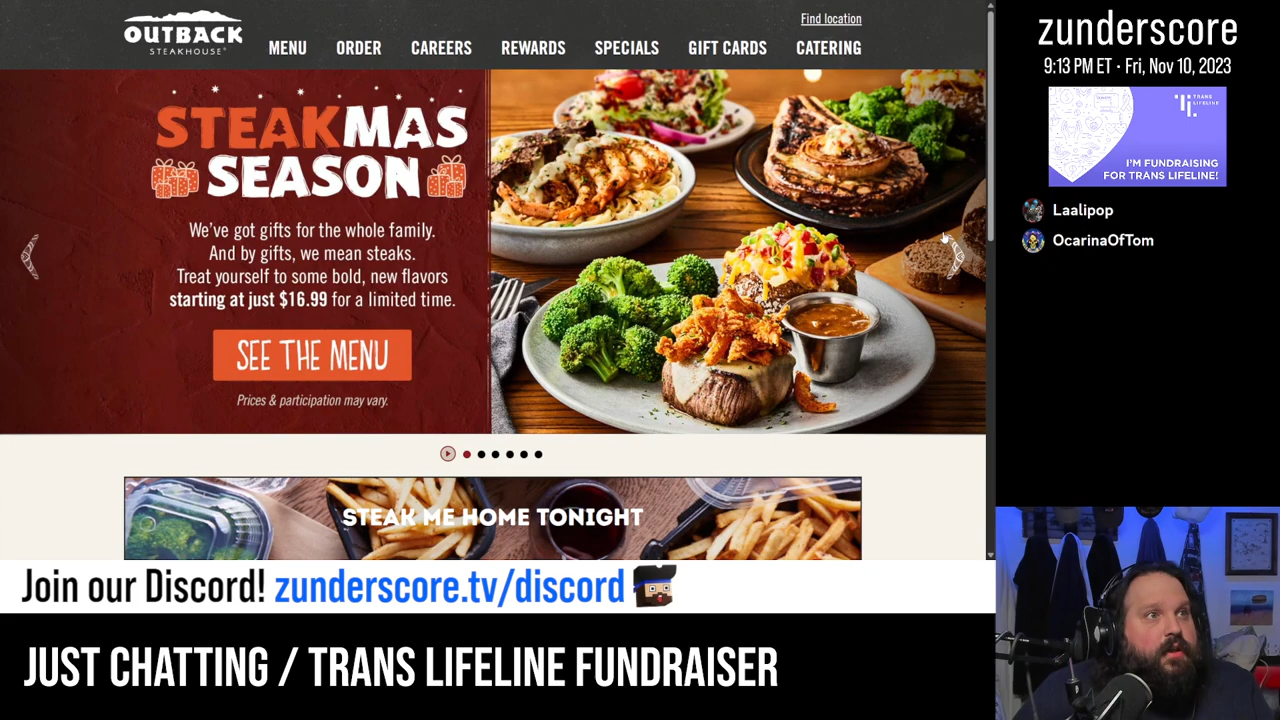 OUTBACK
STEAKHOUSE
Find location
MENU ORDER CAREERS REWARDS SPECIALS GIFT CARDS CATERING
STEAKMAS
SEASON
We've got gifts for the whole family.
And by gifts, we mean steaks.
Treat yourself to some bold, new flavors
starting at just $16.99 for a limited time.
SEE THE MENU
Prices & participation may vary.
STEAK ME HOME TONIGHT
Join our Discord! zunderscore.tv/discord
JUST CHATTING / TRANS LIFELINE FUNDRAISER
zunderscore
9:13 PM ET · Fri, Nov 10, 2023
TRANS
LIFELINE
I'M FUNDRAISING
FOR TRANS LIFELINE!
Laalipop
OcarinaOfTom